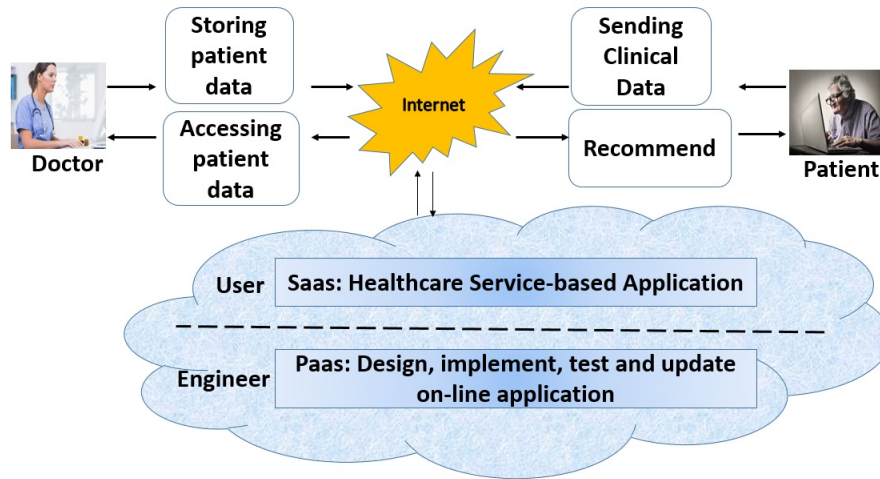 Storing
patient
data
Sending
Clinical
Data
Internet
Accessing
patient
data
Recommend
Doctor
Patient
User
Saas: Healthcare Service-based Application
Engineer
Paas: Design, implement, test and update
on-line application